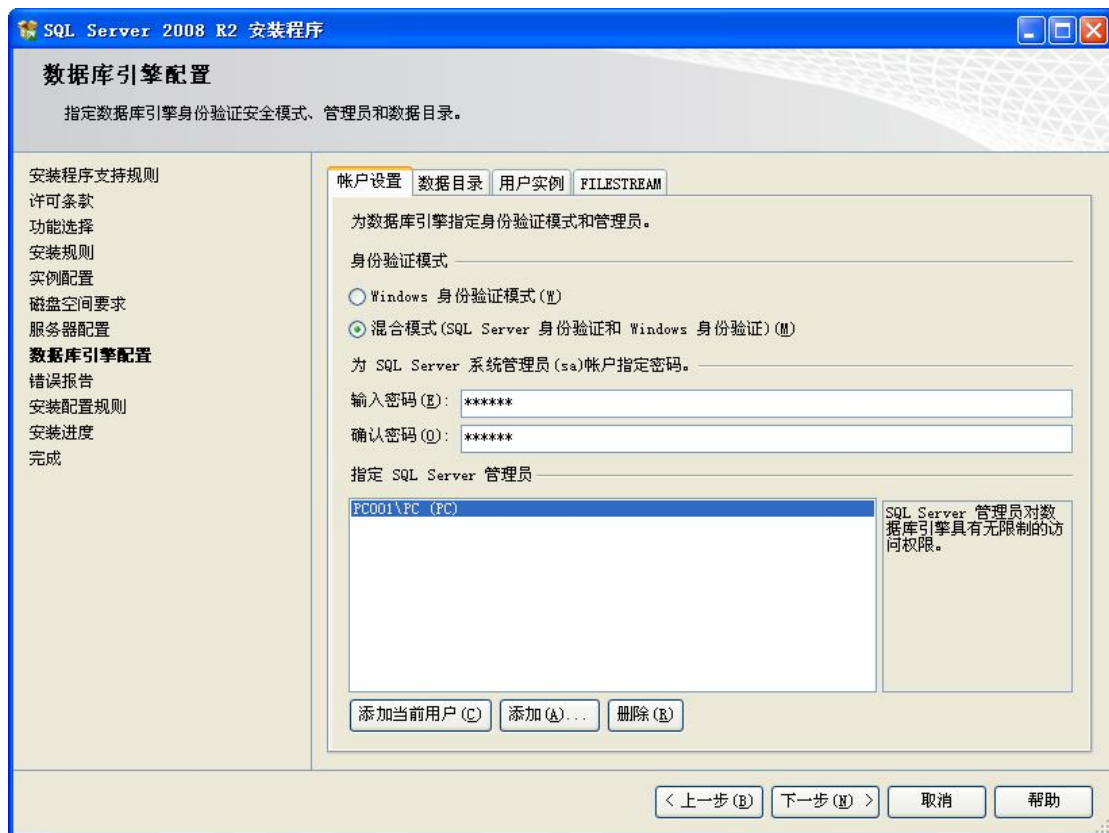 SQL Server 2008 R2 安装程序
数据库引擎配置
指定数据库引擎身份验证安全模式、管理员和数据目录。
安装程序支持规则
许可条款
功能选择
安装规则
实例配置
磁盘空间要求
服务器配置
数据库引擎配置
错误报告
安装配置规则
安装进度
完成
帐户设置 数据目录 用户实例 FILESTREAM
为数据库引擎指定身份验证模式和管理员。
身份验证模式
Windows 身份验证模式(W)
混合模式(SQL Server 身份验证和 Windows 身份验证)(M)
为 SQL Server 系统管理员(sa)帐户指定密码。
输入密码(E): ******
确认密码(O): ******
指定 SQL Server 管理员
PC001\PC (PC)
SQL Server 管理员对数
据库引擎具有无限制的访
问权限。
添加当前用户(C) 添加(A)... 删除(R)
< 上一步(B) 下一步(N) > 取消 帮助